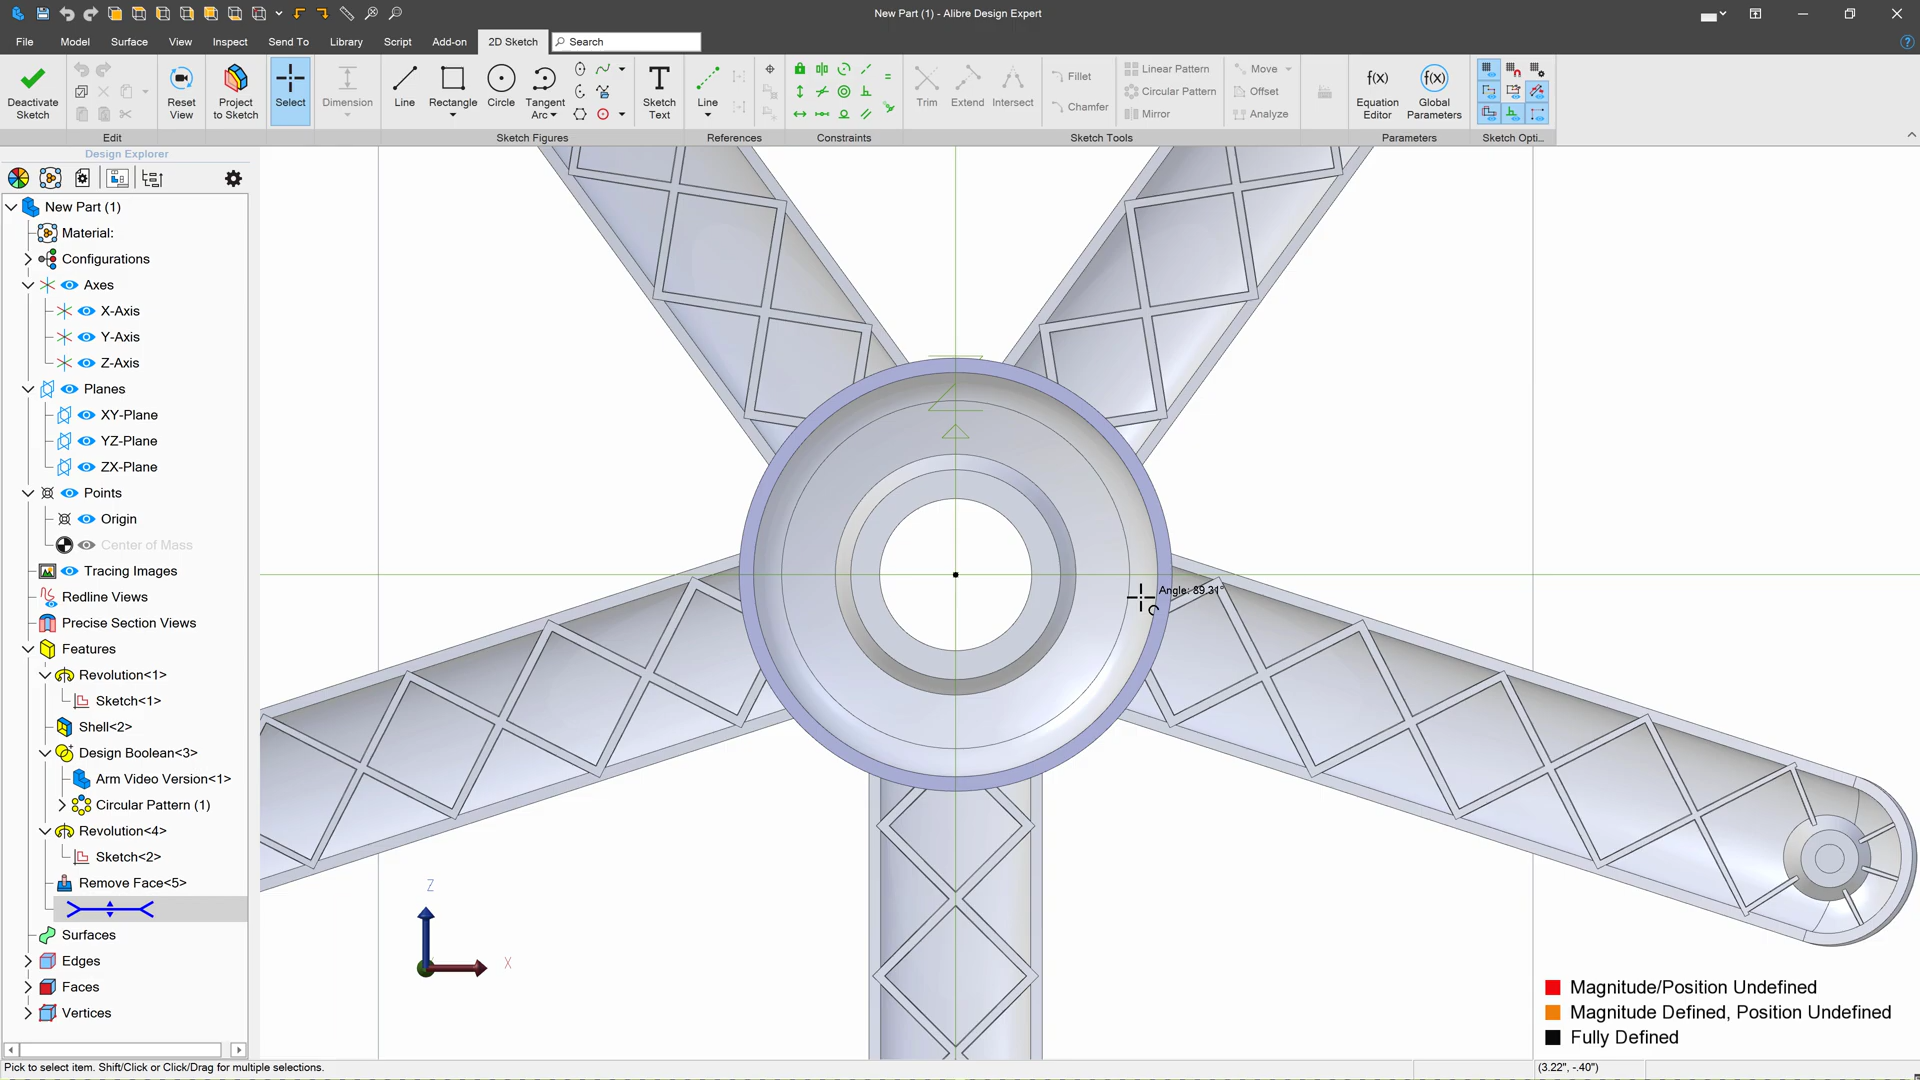 New Part (1) - Alibre Design Expert
File
Model
Surface
View
Inspect
Send To
Library
Script
Add-on
2D Sketch
Search
Deactivate Sketch
Edit
Reset View
Project to Sketch
Select
Dimension
Line
Rectangle
Circle
Tangent Arc
Sketch Text
Sketch Figures
Line
References
Constraints
Trim
Extend
Intersect
Fillet
Chamfer
Linear Pattern
Circular Pattern
Mirror
Move
Offset
Analyze
Sketch Tools
f(x)
Equation Editor
f(x)
Global Parameters
Parameters
Sketch Opti...
Design Explorer
New Part (1)
Material:
Configurations
Axes
X-Axis
Y-Axis
Z-Axis
Planes
XY-Plane
YZ-Plane
ZX-Plane
Points
Origin
Center of Mass
Tracing Images
Redline Views
Precise Section Views
Features
Revolution<1>
Sketch<1>
Shell<2>
Design Boolean<3>
Arm Video Version<1>
Circular Pattern (1)
Revolution<4>
Sketch<2>
Remove Face<5>
Surfaces
Edges
Faces
Vertices
Angle: 89.31°
Z
X
Magnitude/Position Undefined
Magnitude Defined, Position Undefined
Fully Defined
Pick to select item. Shift/Click or Click/Drag for multiple selections.
(3.22", -.40")